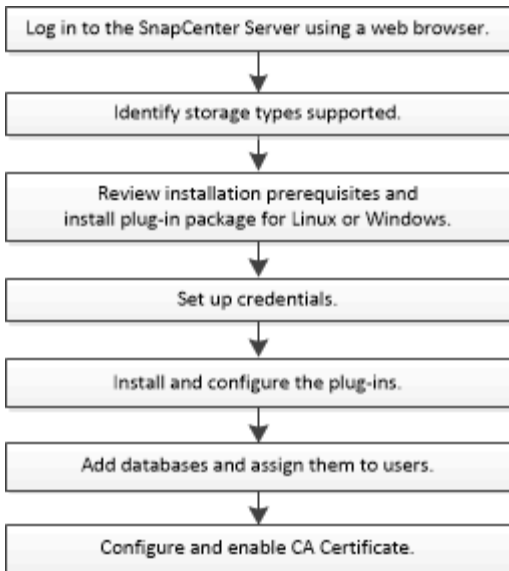 Log in to the SnapCenter Server using a web browser.
Identify storage types supported.
Review installation prerequisites and
install plug-in package for Linux or Windows.
Set up credentials.
Install and configure the plug-ins.
Add databases and assign them to users.
Configure and enable CA Certificate.